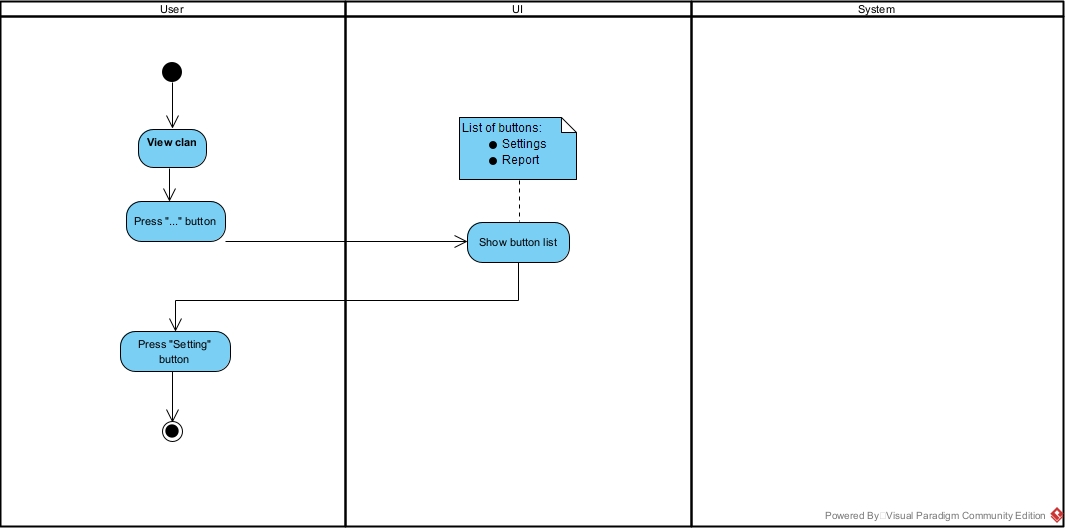 User
UI
System
View clan
Press "..." button
List of buttons:
● Settings
● Report
Show button list
Press "Setting"
button
Powered By□Visual Paradigm Community Edition